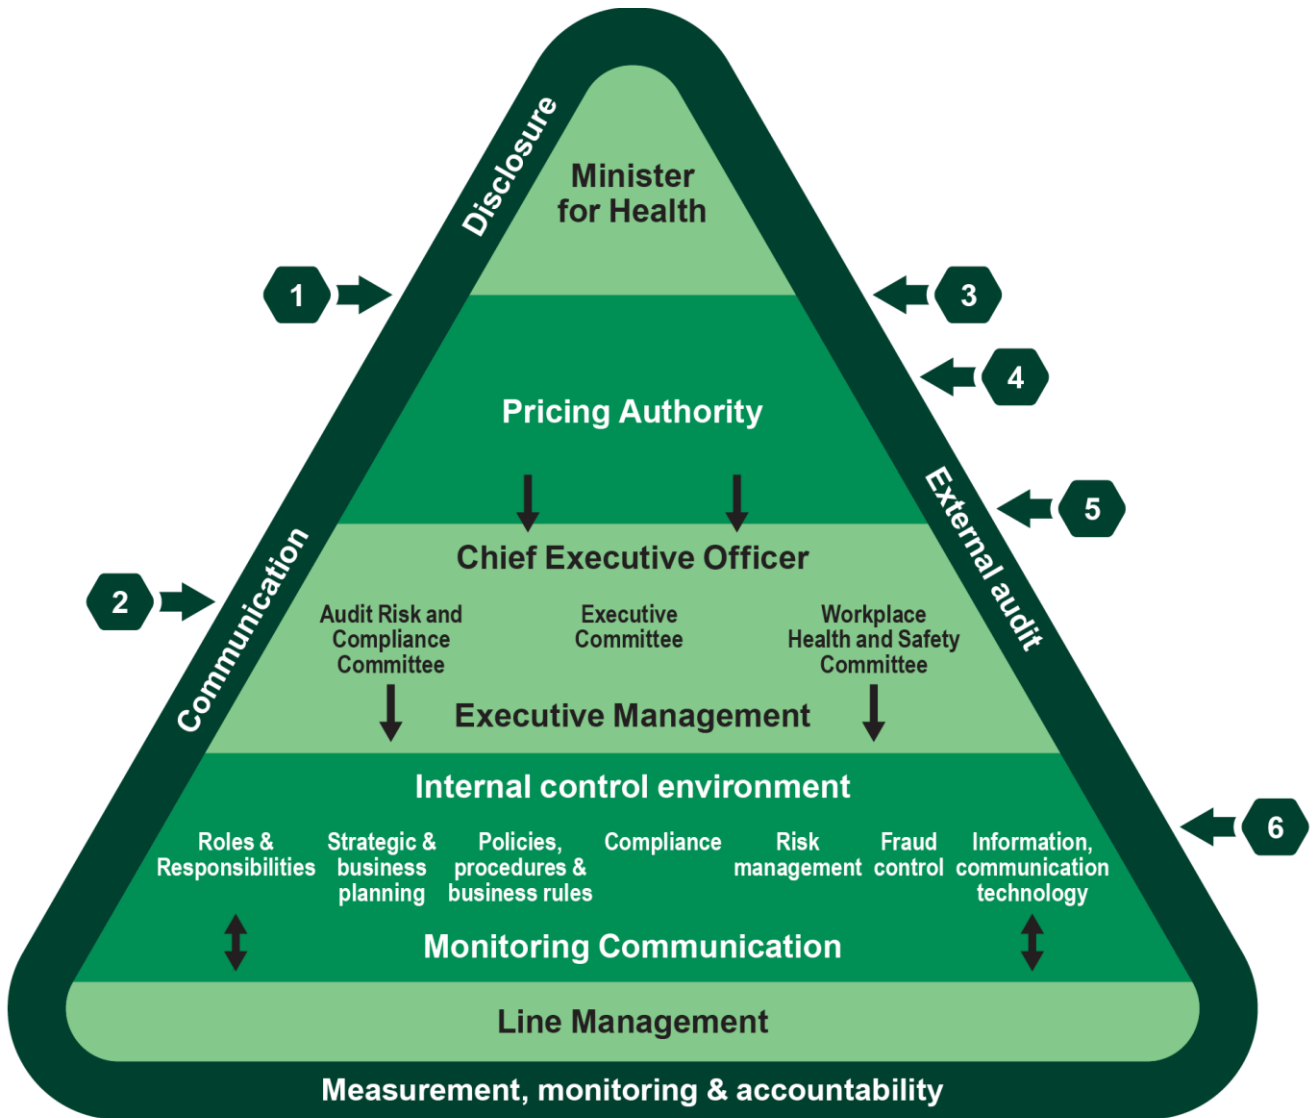 Disclosure
Minister
for Health
1
3
4
Pricing Authority
External audit
5
Communication
2
Chief Executive Officer
Audit Risk and
Compliance
Committee
Executive
Committee
Workplace
Health and Safety
Committee
Executive Management
Internal control environment
6
Roles &
Responsibilities
Strategic &
business
planning
Policies,
procedures &
business rules
Compliance
Risk
management
Fraud
control
Information,
communication
technology
Monitoring Communication
Line Management
Measurement, monitoring & accountability